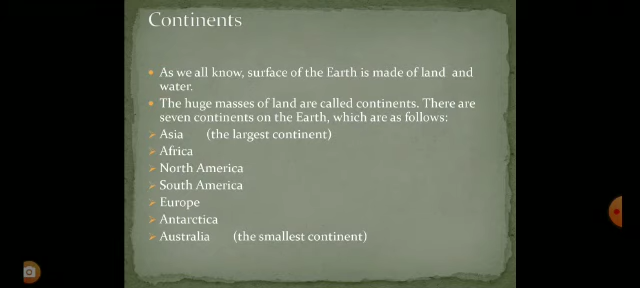 Continents
As we all know, surface of the Earth is made of land and
water.
The huge masses of land are called continents. There are
seven continents on the Earth, which are as follows:
Asia (the largest continent)
Africa
North America
South America
Europe
Antarctica
Australia (the smallest continent)